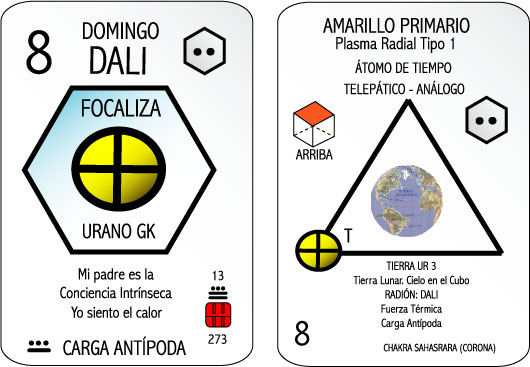 8
DOMINGO
DALI
FOCALIZA
URANO GK
Mi padre es la
Conciencia Intrínseca
Yo siento el calor
13
273
CARGA ANTÍPODA
AMARILLO PRIMARIO
Plasma Radial Tipo 1
ÁTOMO DE TIEMPO
TELEPÁTICO - ANÁLOGO
ARRIBA
T
TIERRA UR 3
Tierra Lunar. Cielo en el Cubo
RADIÓN: DALI
Fuerza Térmica
Carga Antípoda
8
CHAKRA SAHASRARA (CORONA)